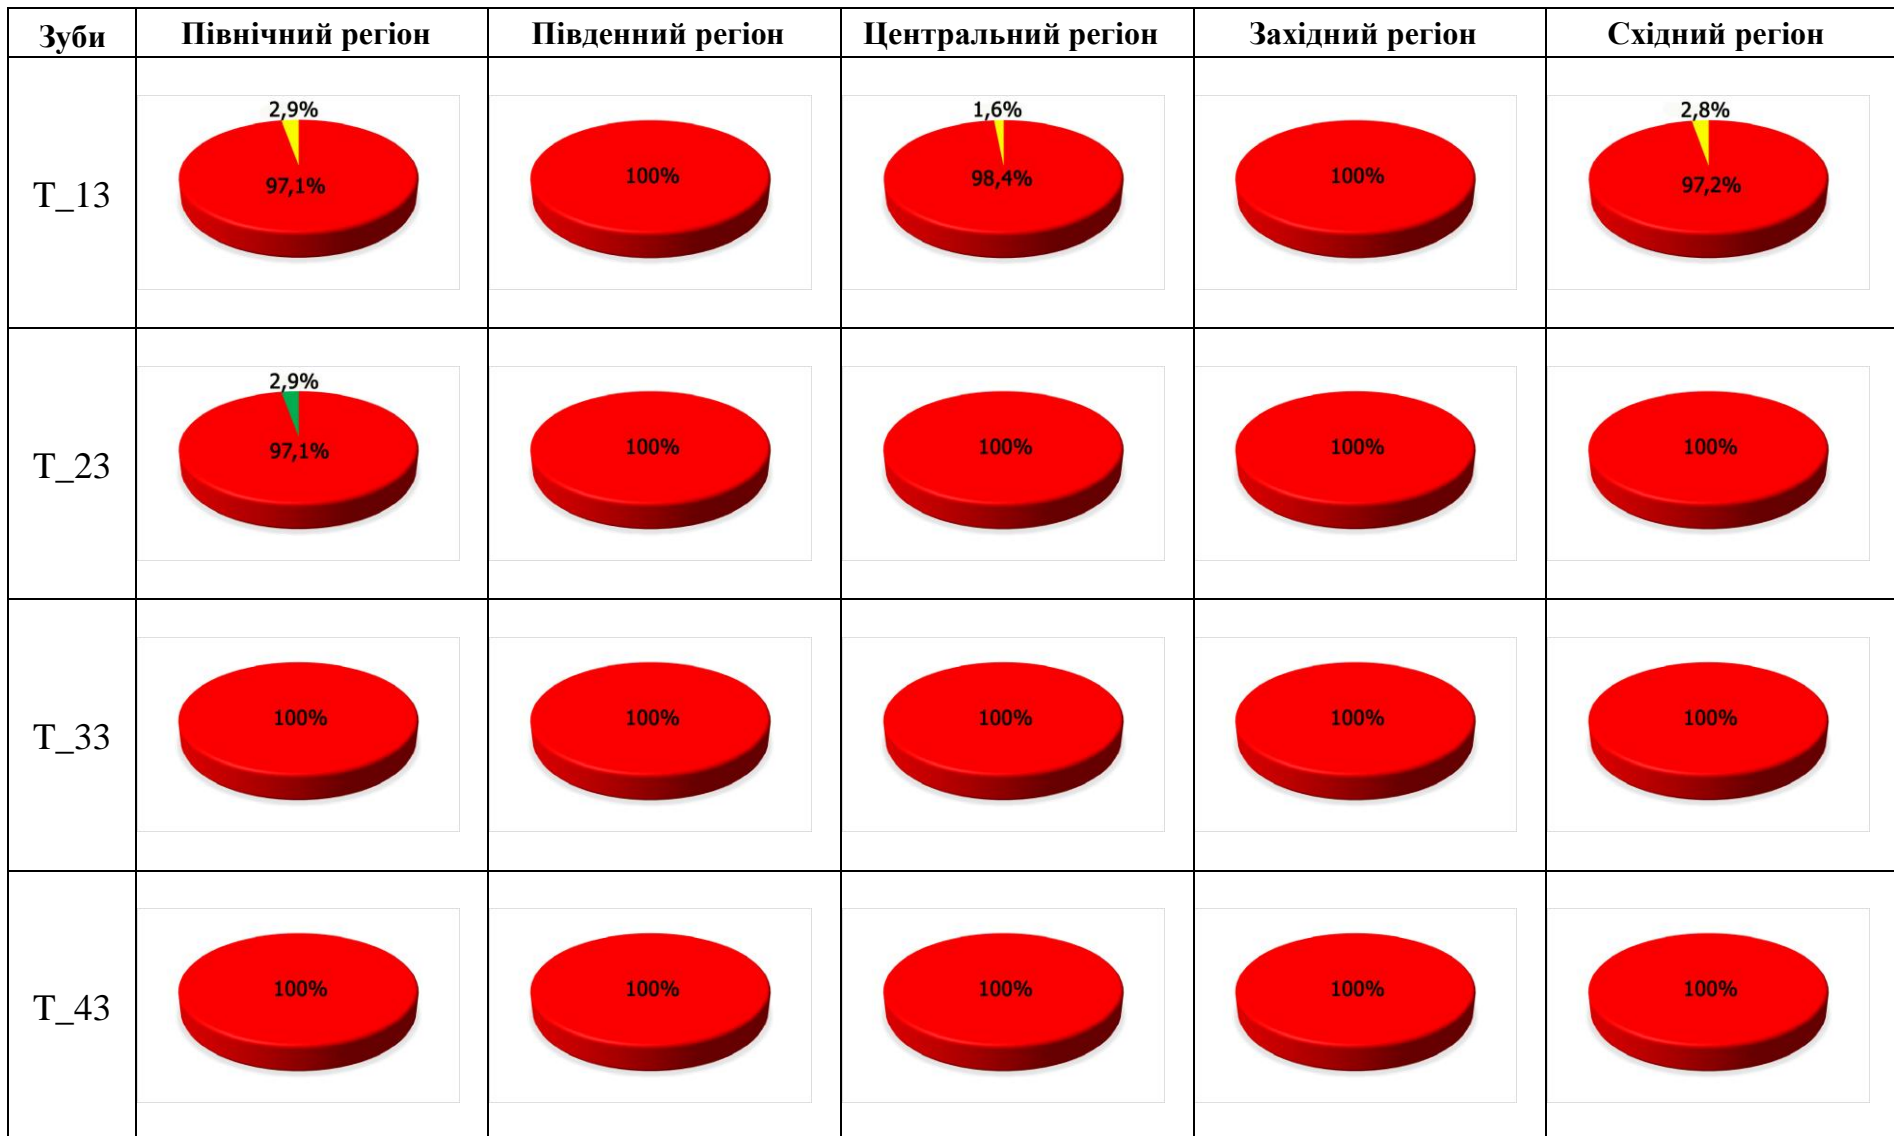 Зуби Північний регіон Південний регіон Центральний регіон Західний регіон Східний регіон
2,9% 1,6% 2,8%
T_13 97,1% 100% 98,4% 100% 97,2%
2,9%
T_23 97,1% 100% 100% 100% 100%
T_33 100% 100% 100% 100% 100%
T_43 100% 100% 100% 100% 100%